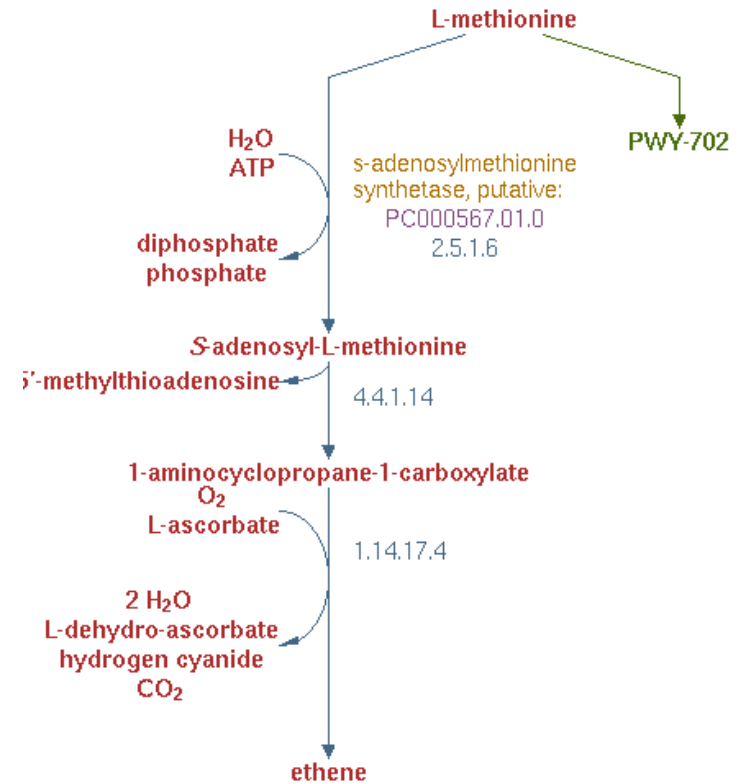 L-methionine
PWY-702
H₂O
ATP
s-adenosylmethionine
synthetase, putative:
PC000567.01.0
2.5.1.6
diphosphate
phosphate
S-adenosyl-L-methionine
5'-methylthioadenosine
4.4.1.14
1-aminocyclopropane-1-carboxylate
O₂
L-ascorbate
1.14.17.4
2 H₂O
L-dehydro-ascorbate
hydrogen cyanide
CO₂
ethene